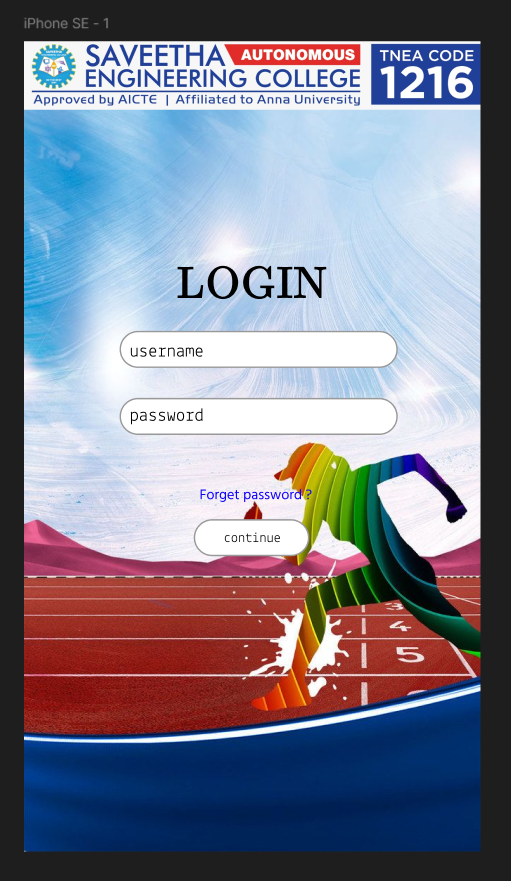 iPhone SE - 1
SAVEETHA AUTONOMOUS
ENGINEERING COLLEGE
Approved by AICTE | Affiliated to Anna University
TNEA CODE
1216
LOGIN
username
password
Forget password ?
continue
3
4
5